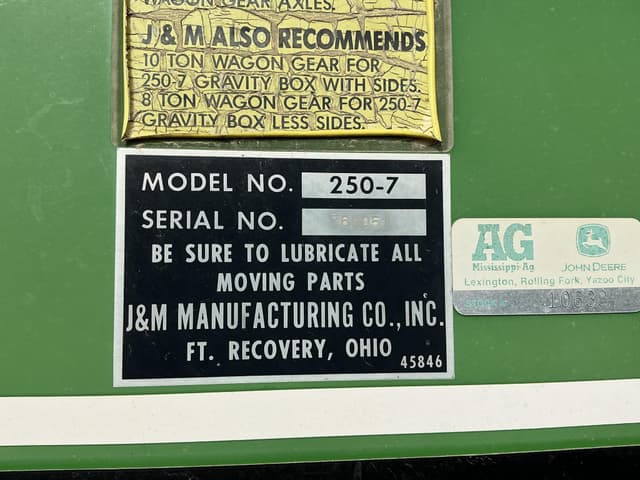 WAGON GEAR AXLES.
J & M ALSO RECOMMENDS
10 TON WAGON GEAR FOR
250-7 GRAVITY BOX WITH SIDES.
8 TON WAGON GEAR FOR 250-7
GRAVITY BOX LESS SIDES.
MODEL NO. 250-7
SERIAL NO.
BE SURE TO LUBRICATE ALL
MOVING PARTS
J&M MANUFACTURING CO., INC.
FT. RECOVERY, OHIO
45846
AG
Mississippi Ag
JOHN DEERE
Lexington, Rolling Fork, Yazoo City